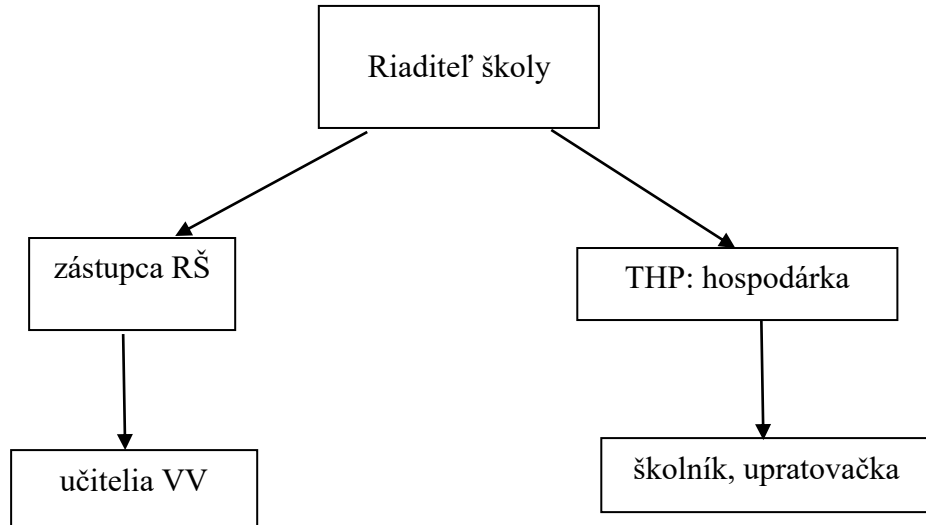 Riaditeľ školy
zástupca RŠ
THP: hospodárka
učitelia VV
školník, upratovačka